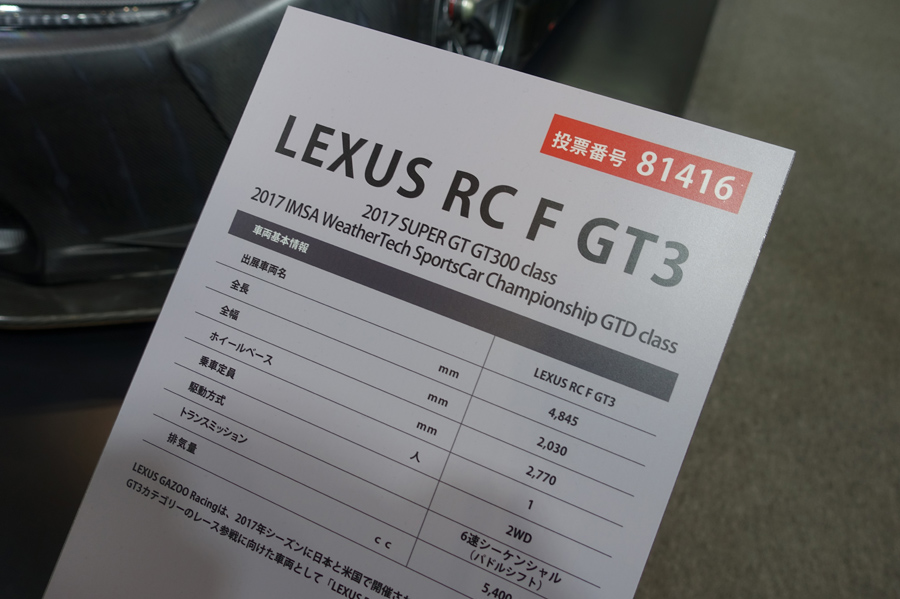 投票番号 81416
LEXUS RC F GT3
2017 SUPER GT GT300 class
2017 IMSA WeatherTech SportsCar Championship GTD class
車両基本情報
出展車両名 LEXUS RC F GT3
全長 mm 4,845
全幅 mm 2,030
ホイールベース mm 2,770
乗車定員 人 1
駆動方式 2WD
トランスミッション 6速シーケンシャル
(パドルシフト)
排気量 cc 5,400
LEXUS GAZOO Racingは、2017年シーズンに日本と米国で開催さ
GT3カテゴリーのレース参戦に向けた車両として「LEXUS